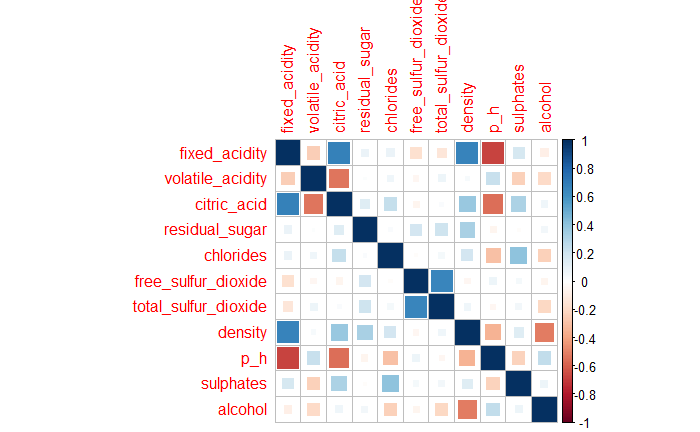 fixed_acidity
volatile_acidity
citric_acid
residual_sugar
chlorides
free_sulfur_dioxide
total_sulfur_dioxide
density
p_h
sulphates
alcohol
fixed_acidity
volatile_acidity
citric_acid
residual_sugar
chlorides
free_sulfur_dioxide
total_sulfur_dioxide
density
p_h
sulphates
alcohol
1
0.8
0.6
0.4
0.2
0
-0.2
-0.4
-0.6
-0.8
-1